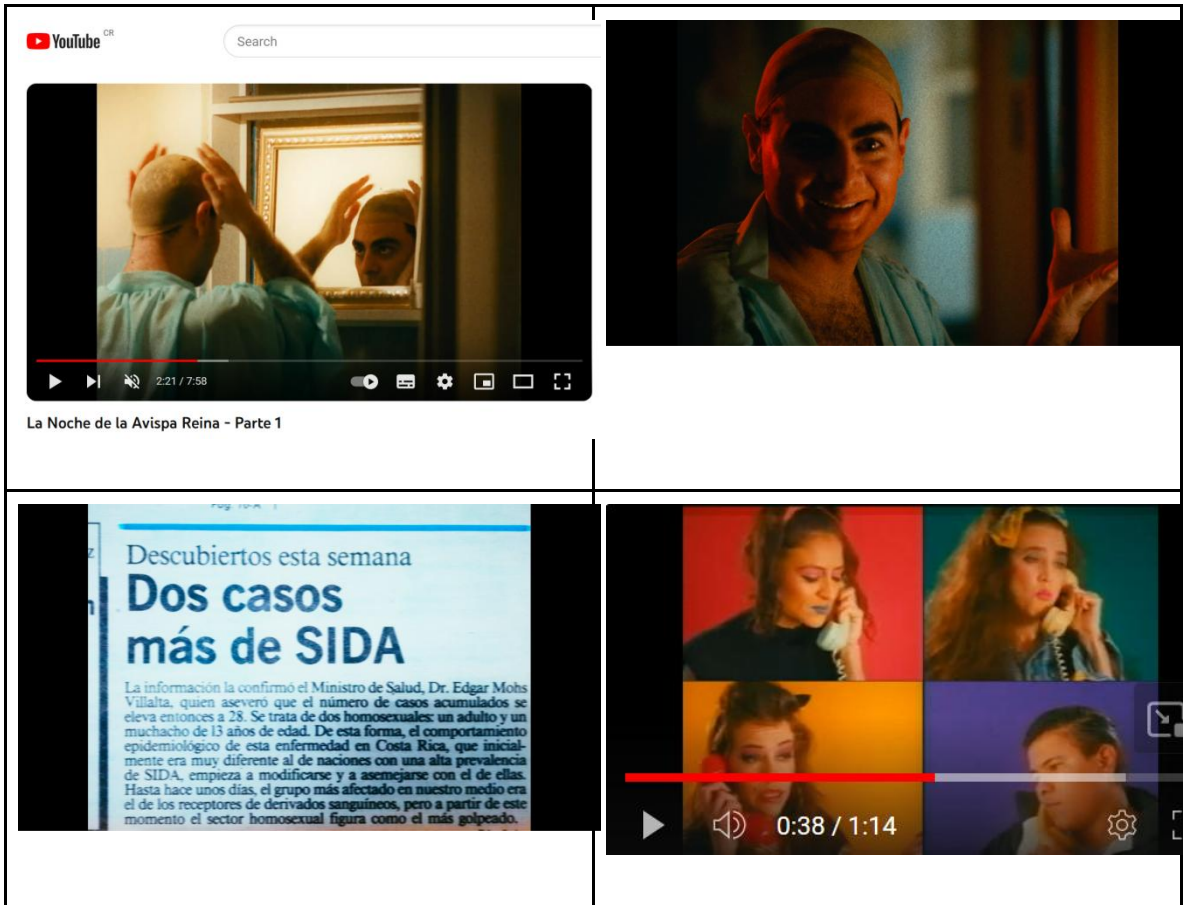 YouTube CR
Search
2:21 / 7:58
La Noche de la Avispa Reina - Parte 1
Descubiertos esta semana
Dos casos
más de SIDA
La información la confirmó el Ministro de Salud, Dr. Edgar Mohs
Villalta, quien aseveró que el número de casos acumulados se
eleva entonces a 28. Se trata de dos homosexuales: un adulto y un
muchacho de 13 años de edad. De esta forma, el comportamiento
epidemiológico de esta enfermedad en Costa Rica, que inicial-
mente era muy diferente al de naciones con una alta prevalencia
de SIDA, empieza a modificarse y a asemejarse con el de ellas.
Hasta hace unos días, el grupo más afectado en nuestro medio era
el de los receptores de derivados sanguíneos, pero a partir de este
momento el sector homosexual figura como el más golpeado.
0:38 / 1:14